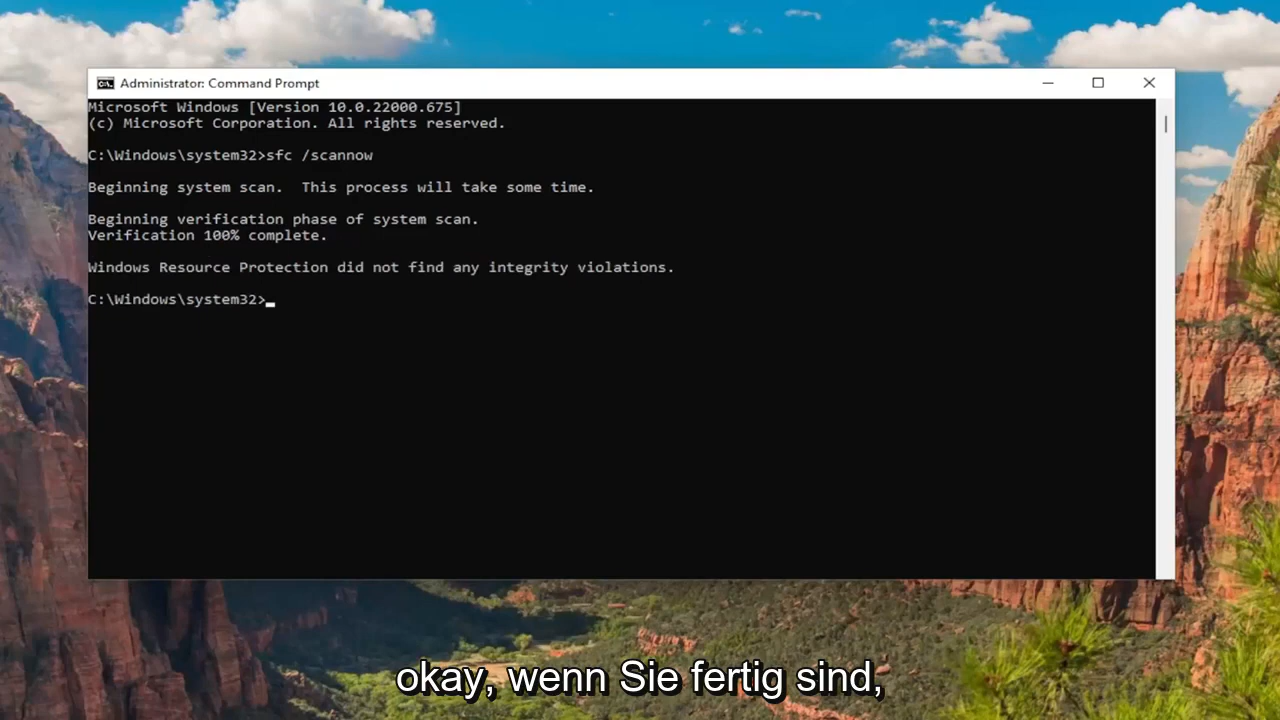 Administrator: Command Prompt
Microsoft Windows [Version 10.0.22000.675]
(c) Microsoft Corporation. All rights reserved.
C:\Windows\system32>sfc /scannow
Beginning system scan.  This process will take some time.
Beginning verification phase of system scan.
Verification 100% complete.
Windows Resource Protection did not find any integrity violations.
C:\Windows\system32>
okay, wenn Sie fertig sind,